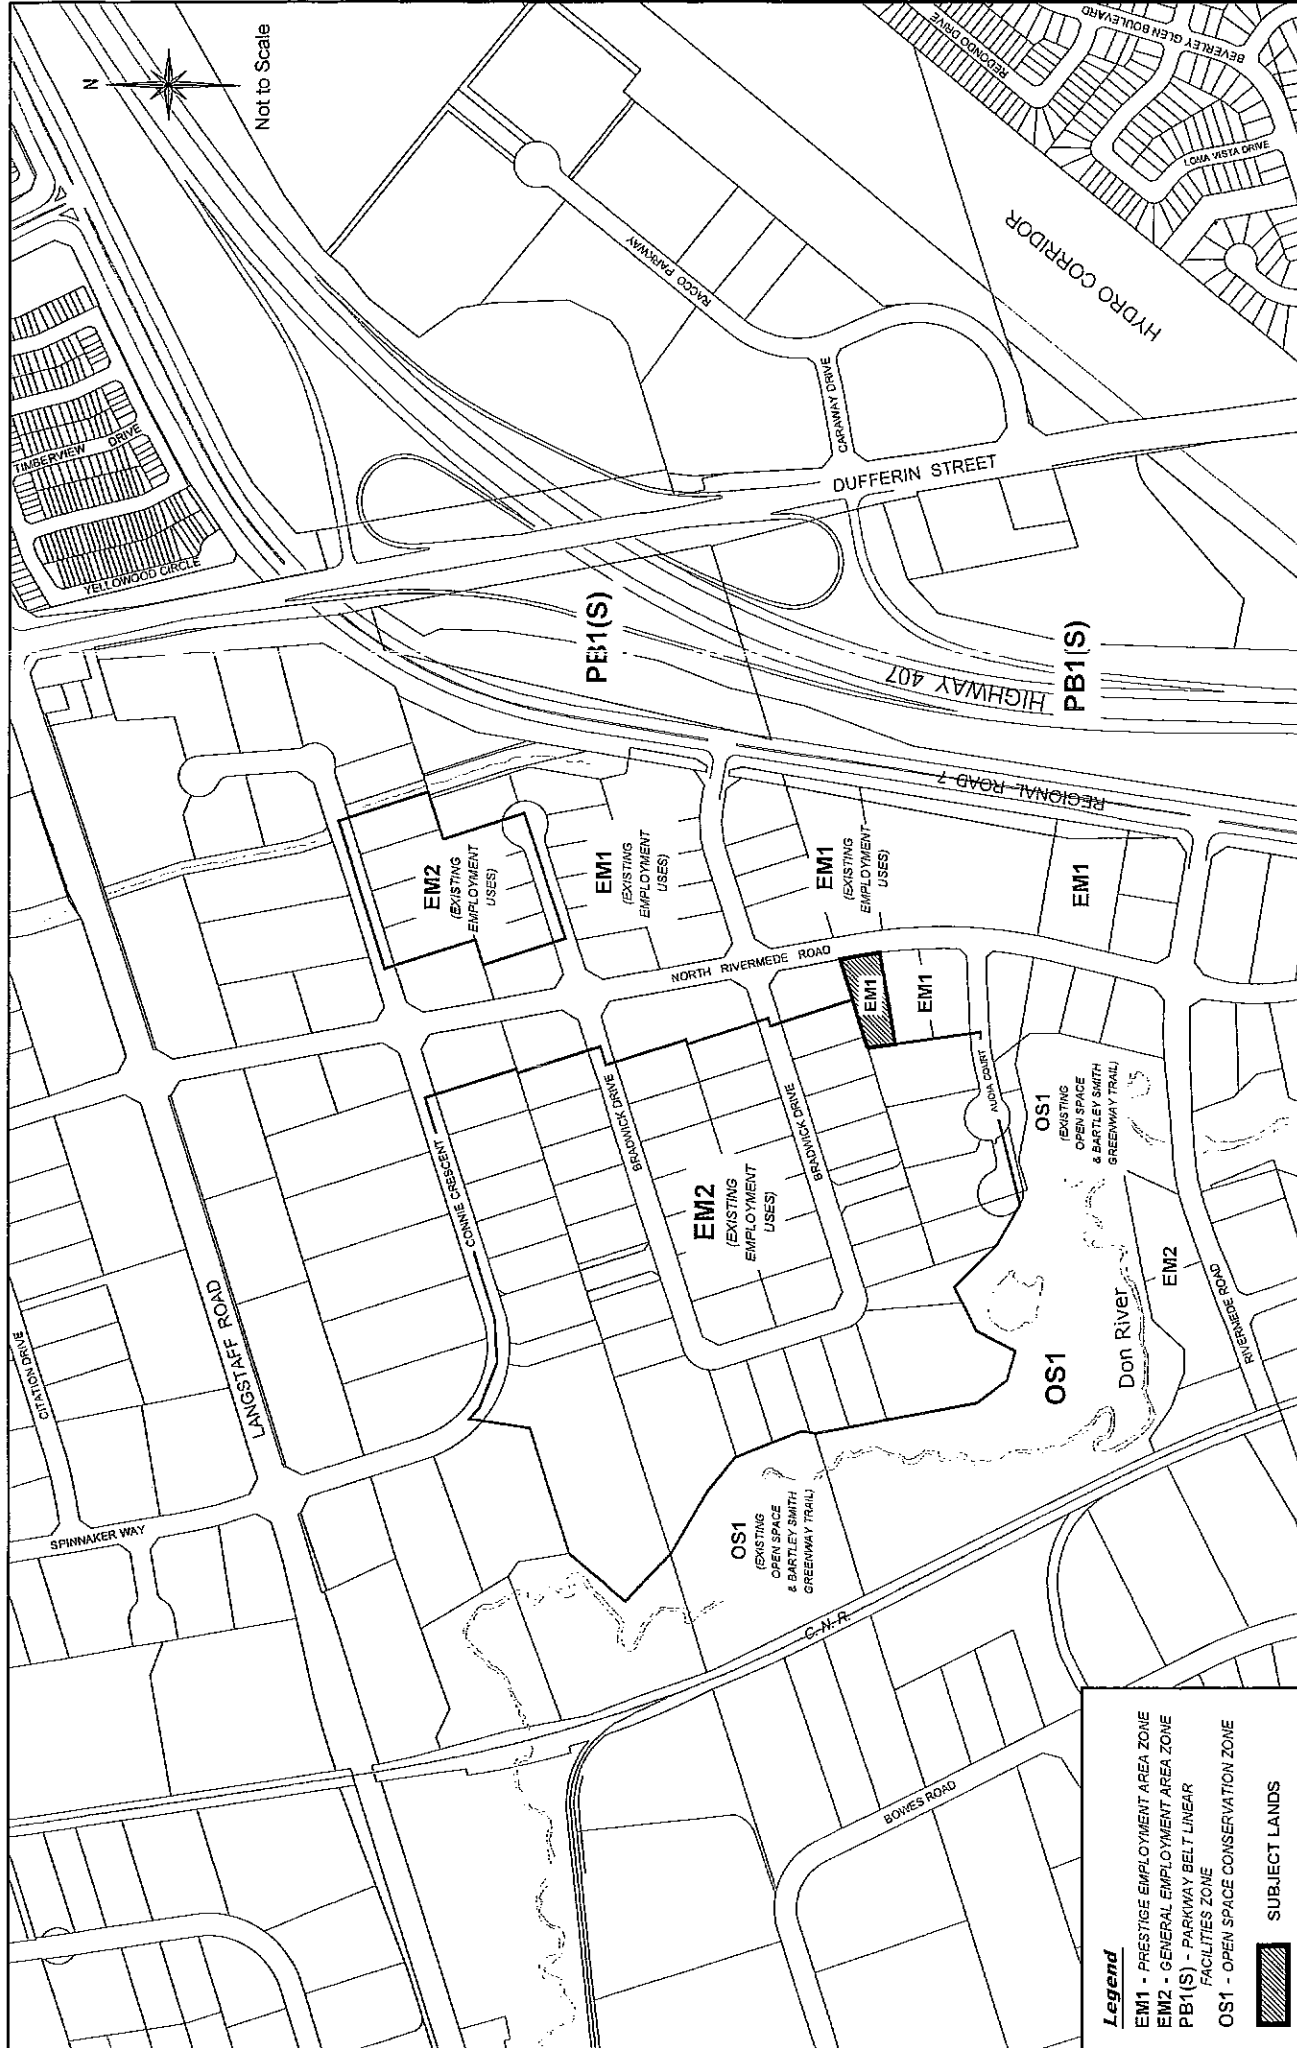 N
Not to Scale
REDONDO DRIVE
BEVERLEY GLEN BOULEVARD
LOMA VISTA DRIVE
HYDRO CORRIDOR
RACCO PARKWAY
CARAWAY DRIVE
DUFFERIN STREET
TIMBERVIEW DRIVE
YELLOWOOD CIRCLE
PB1(S)
HIGHWAY 407
PB1(S)
REGIONAL ROAD 7
EM2
(EXISTING
EMPLOYMENT
USES)
EM1
(EXISTING
EMPLOYMENT
USES)
EM1
(EXISTING
EMPLOYMENT
USES)
EM1
NORTH RIVERMEDE ROAD
EM1
EM1
AUDIA COURT
CONNIE CRESCENT
BRADWICK DRIVE
BRADWICK DRIVE
EM2
(EXISTING
EMPLOYMENT
USES)
OS1
(EXISTING
OPEN SPACE
& BARTLEY SMITH
GREENWAY TRAIL)
EM2
RIVERMEDE ROAD
Don River
OS1
CITATION DRIVE
LANGSTAFF ROAD
SPINNAKER WAY
OS1
(EXISTING
OPEN SPACE
& BARTLEY SMITH
GREENWAY TRAIL)
C.N.R.
BOWES ROAD
Legend
EM1 - PRESTIGE EMPLOYMENT AREA ZONE
EM2 - GENERAL EMPLOYMENT AREA ZONE
PB1(S) - PARKWAY BELT LINEAR
FACILITIES ZONE
OS1 - OPEN SPACE CONSERVATION ZONE
SUBJECT LANDS